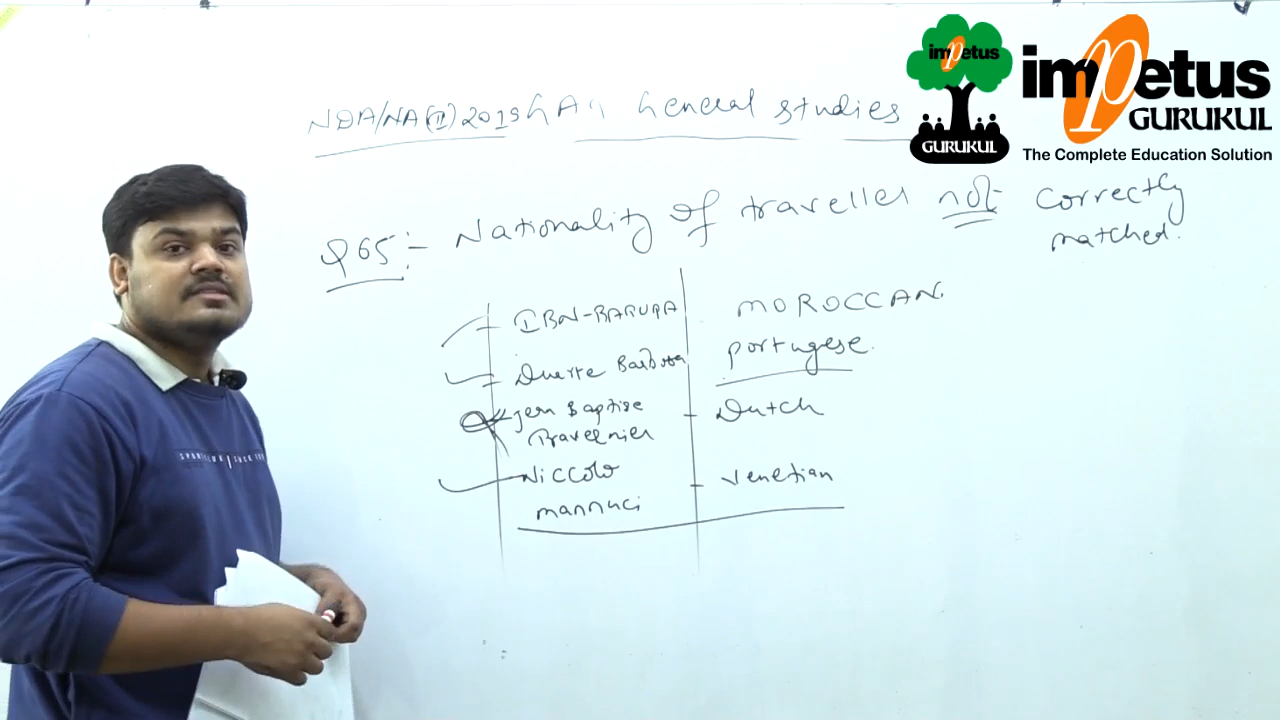 impetus
GURUKUL
impetus
GURUKUL
The Complete Education Solution
NDA/NA(II) 2019 GA General studies
Q65:- Nationality of traveller not correctly
matched.
IBN-BATUTA MOROCCAN.
Duarte Barbosa portugese.
Jean Baptise - Dutch
Travernier
Niccolo - Venetian
mannuci